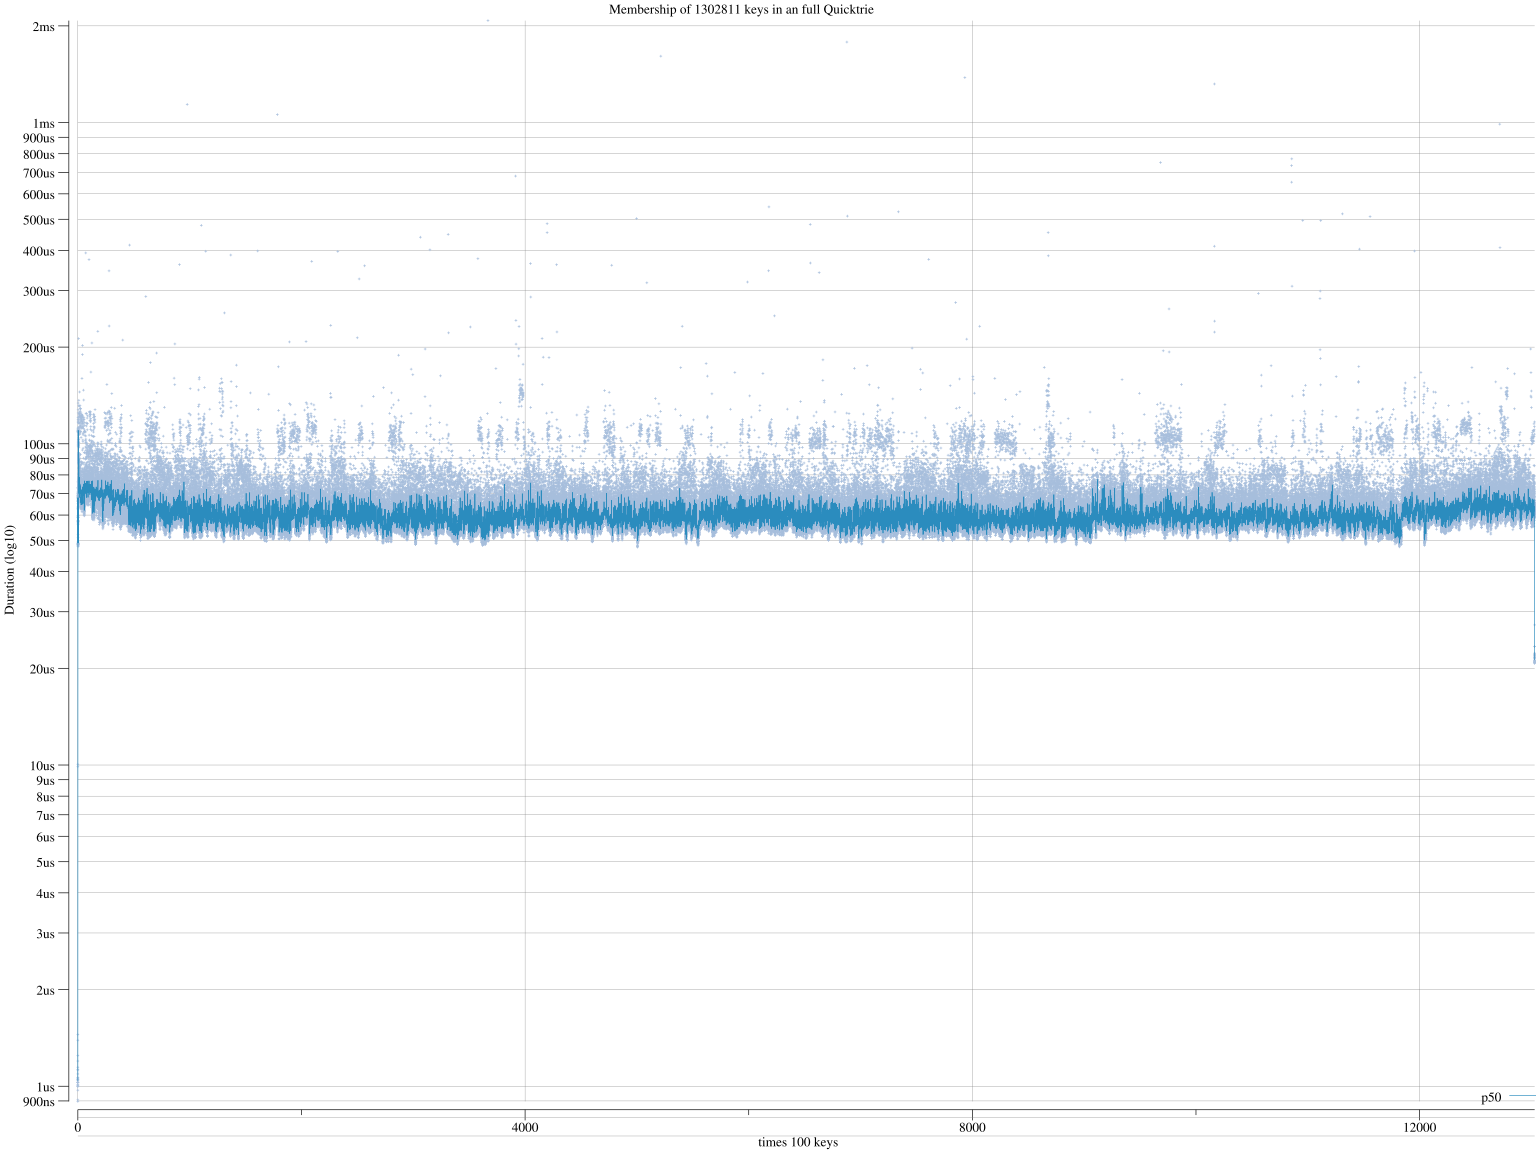 Membership of 1302811 keys in an full Quicktrie
2ms
1ms
900us
800us
700us
600us
500us
400us
300us
200us
100us
90us
80us
70us
60us
50us
40us
30us
20us
10us
9us
8us
7us
6us
5us
4us
3us
2us
1us
900ns
Duration (log10)
p50
0 4000 8000 12000
times 100 keys